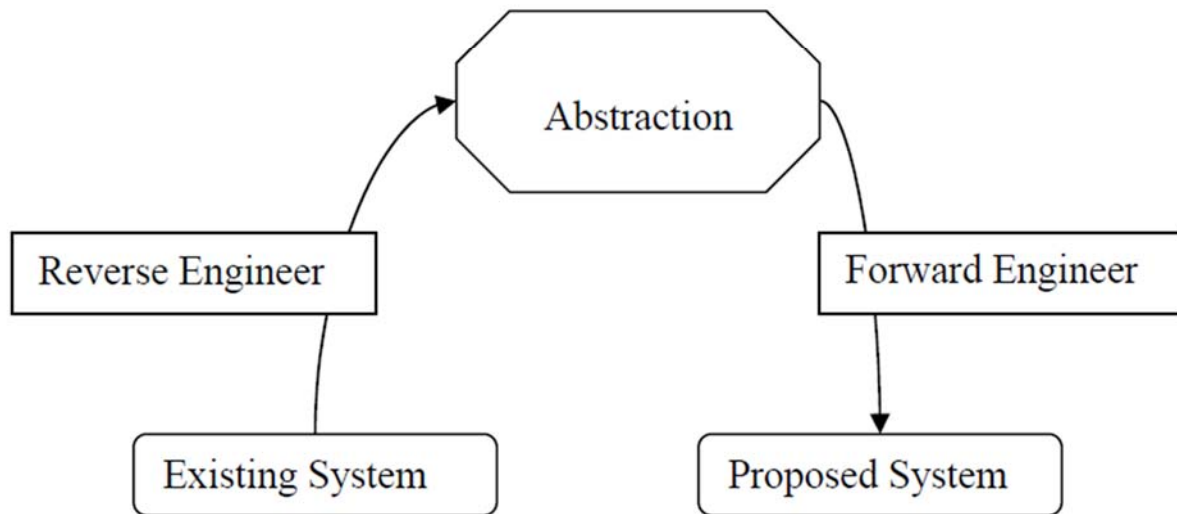 Abstraction
Reverse Engineer
Forward Engineer
Existing System
Proposed System